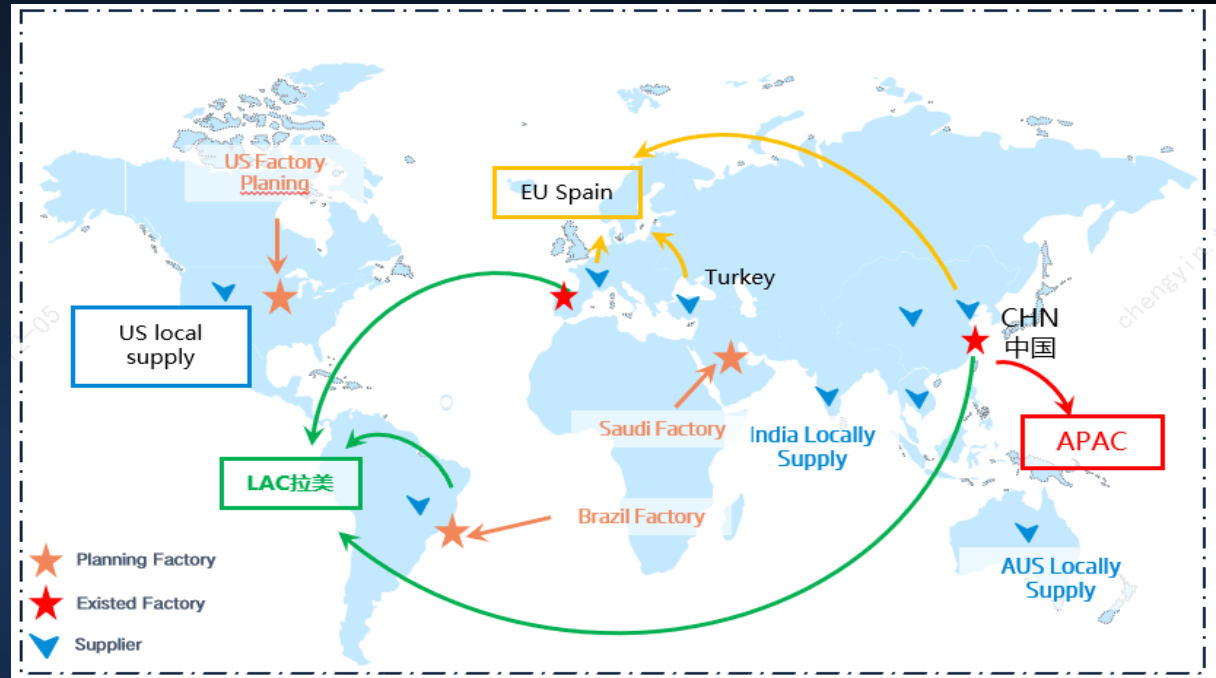 US Factory
Planing
EU Spain
Turkey
US local
supply
CHN
中国
Saudi Factory
India Locally
Supply
APAC
LAC拉美
Brazil Factory
AUS Locally
Supply
Planning Factory
Existed Factory
Supplier